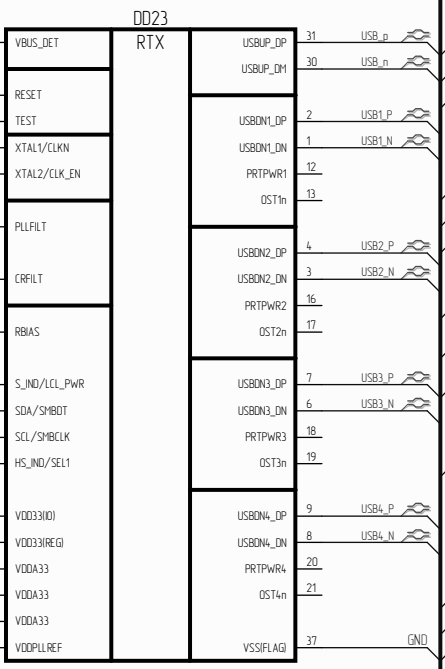 DD23
VBUS_DET RTX USBUP_DP 31 USB_p
USBUP_DM 30 USB_n
RESET
TEST USBDN1_DP 2 USB1_P
XTAL1/CLKN USBDN1_DN 1 USB1_N
XTAL2/CLK_EN PRTPWR1 12
OST1n 13
PLLFILT
USBDN2_DP 4 USB2_P
CRFILT USBDN2_DN 3 USB2_N
PRTPWR2 16
RBIAS OST2n 17
S_IND/LCL_PWR USBDN3_DP 7 USB3_P
SDA/SMBDT USBDN3_DN 6 USB3_N
SCL/SMBCLK PRTPWR3 18
HS_IND/SEL1 OST3n 19
VDD33(IO) USBDN4_DP 9 USB4_P
VDD33(REG) USBDN4_DN 8 USB4_N
VDDA33 PRTPWR4 20
VDDA33 OST4n 21
VDDA33
VDDPLLREF VSS(FLAG) 37 GND